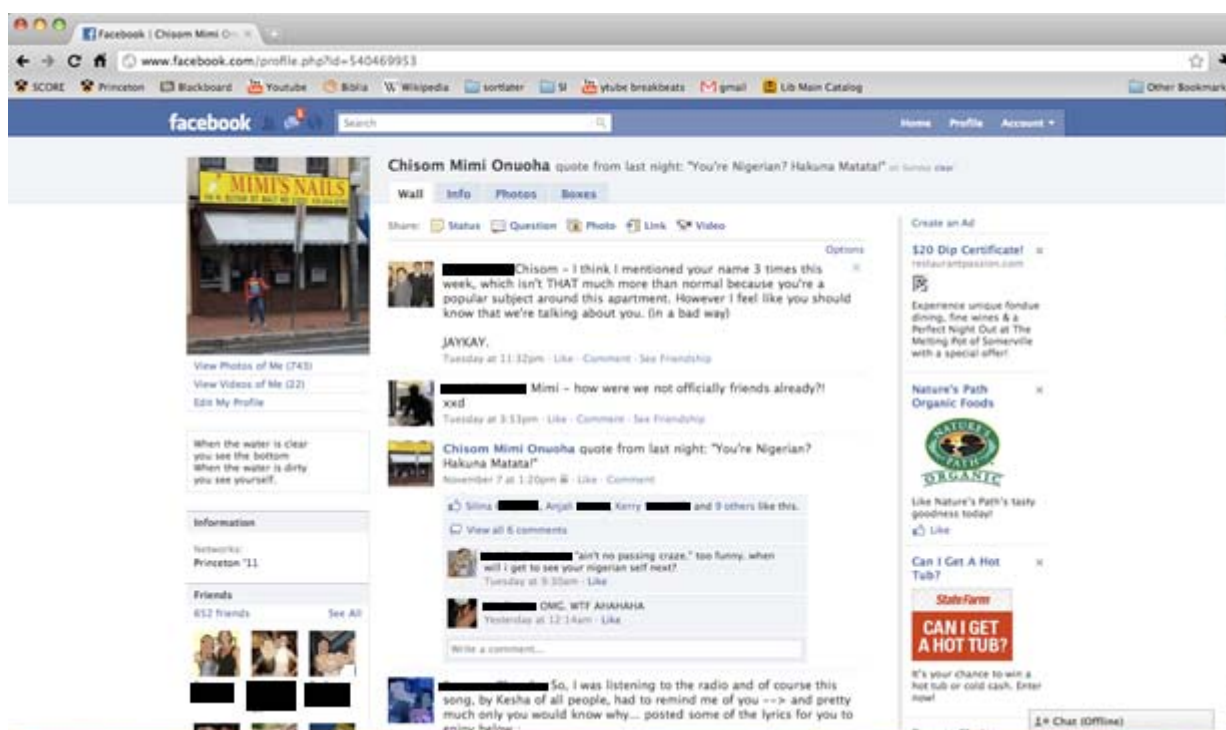 Facebook | Chisom Mimi O
www.facebook.com/profile.php?id=540469953
SCORE Princeton Blackboard Youtube Biblia Wikipedia sortlater SI ytube breakbeats gmail Lib Main Catalog Other Bookmark
facebook Search Home Profile Account
MIMI'S NAILS
Chisom Mimi Onuoha quote from last night: "You're Nigerian? Hakuna Matata!" clear
Wall Info Photos Boxes
Share: Status Question Photo Link Video
Options
Chisom – I think I mentioned your name 3 times this
week, which isn't THAT much more than normal because you're a
popular subject around this apartment. However I feel like you should
know that we're talking about you. (in a bad way)
JAYKAY.
Tuesday at 11:32pm · Like · Comment · See Friendship
Mimi – how were we not officially friends already?!
xxd
Tuesday at 3:53pm · Like · Comment · See Friendship
Chisom Mimi Onuoha quote from last night: "You're Nigerian?
Hakuna Matata!"
November 7 at 1:20pm · Like · Comment
Silina , Anjali , Kerry and 9 others like this.
View all 6 comments
"ain't no passing craze." too funny. when
will i get to see your nigerian self next?
Tuesday at 9:30am · Like
OMG. WTF AHAHAHA
Yesterday at 12:14am · Like
Write a comment...
So, I was listening to the radio and of course this
song, by Kesha of all people, had to remind me of you --> and pretty
much only you would know why... posted some of the lyrics for you to
enjoy below :
View Photos of Me (743)
View Videos of Me (22)
Edit My Profile
When the water is clear
you see the bottom
When the water is dirty
you see yourself.
Information
Networks:
Princeton '11
Friends
652 friends See All
Create an Ad
$20 Dip Certificate!
restaurantpassion.com
Experience unique fondue
dining, fine wines & a
Perfect Night Out at The
Melting Pot of Somerville
with a special offer!
Nature's Path
Organic Foods
NATURE'S
PATH
ORGANIC
Like Nature's Path's tasty
goodness today!
Like
Can I Get A Hot
Tub?
State Farm
CAN I GET
A HOT TUB?
It's your chance to win a
hot tub or cold cash. Enter
now!
Chat (Offline)